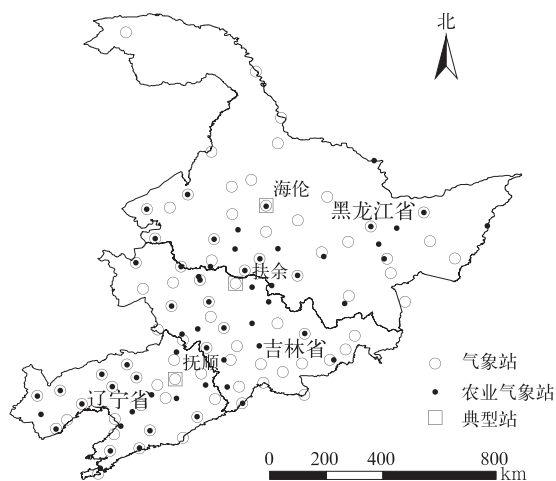 北
海伦
黑龙江省
扶余
吉林省
抚顺
辽宁省
气象站
农业气象站
典型站
0 200 400 800
km